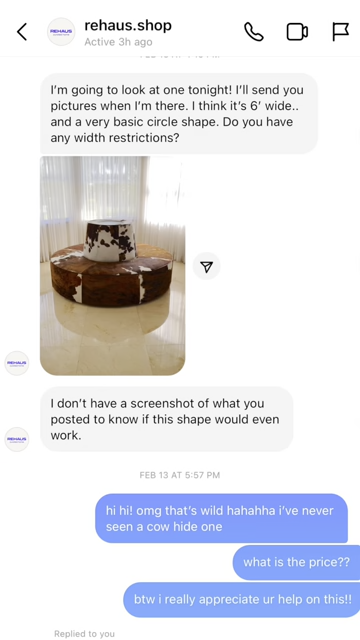 rehaus.shop
Active 3h ago
I'm going to look at one tonight! I'll send you
pictures when I'm there. I think it's 6' wide..
and a very basic circle shape. Do you have
any width restrictions?
REHAUS
I don't have a screenshot of what you
posted to know if this shape would even
work.
REHAUS
FEB 13 AT 5:57 PM
hi hi! omg that's wild hahahha i've never
seen a cow hide one
what is the price??
btw i really appreciate ur help on this!!
Replied to you